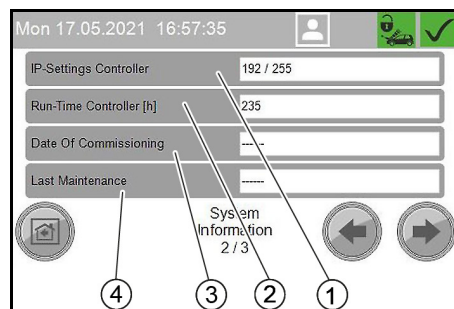 Mon 17.05.2021 16:57:35
IP-Settings Controller 192 / 255
Run-Time Controller [h] 235
Date Of Commissioning ------
Last Maintenance ------
System
Information
2 / 3
4 3 2 1